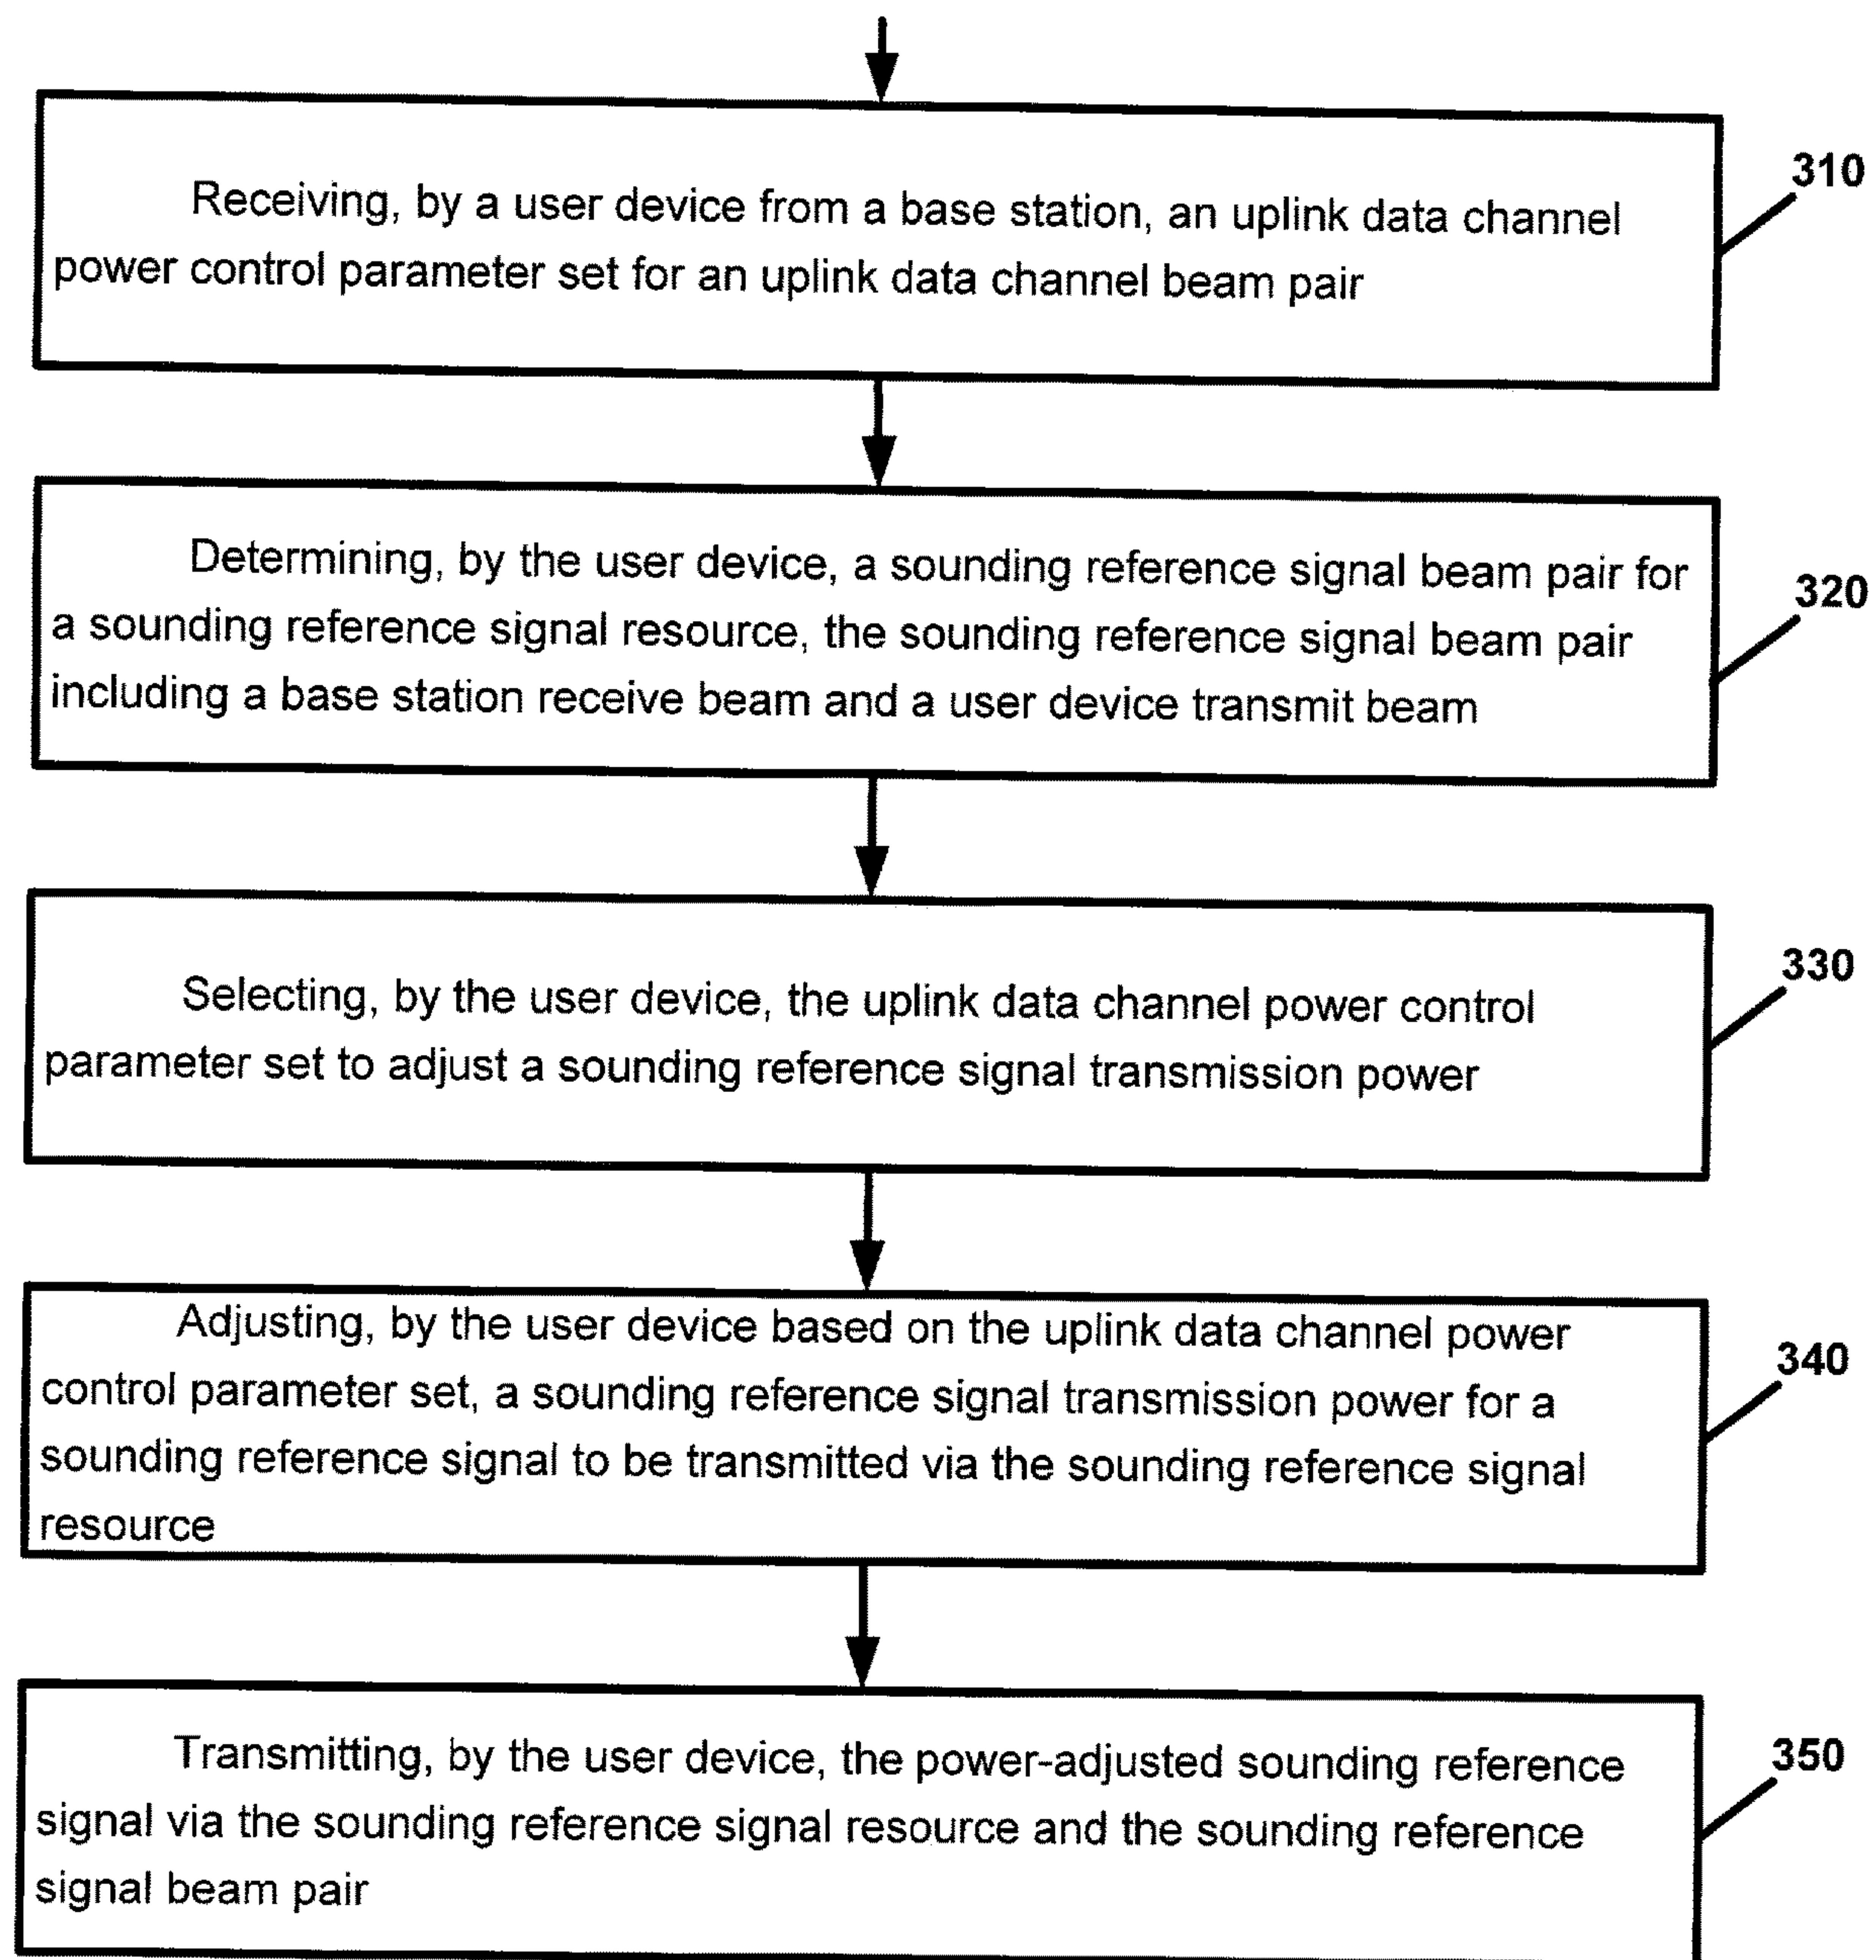 Receiving, by a user device from a base station, an uplink data channel
power control parameter set for an uplink data channel beam pair
310
Determining, by the user device, a sounding reference signal beam pair for
a sounding reference signal resource, the sounding reference signal beam pair
including a base station receive beam and a user device transmit beam
320
Selecting, by the user device, the uplink data channel power control
parameter set to adjust a sounding reference signal transmission power
330
Adjusting, by the user device based on the uplink data channel power
control parameter set, a sounding reference signal transmission power for a
sounding reference signal to be transmitted via the sounding reference signal
resource
340
Transmitting, by the user device, the power-adjusted sounding reference
signal via the sounding reference signal resource and the sounding reference
signal beam pair
350